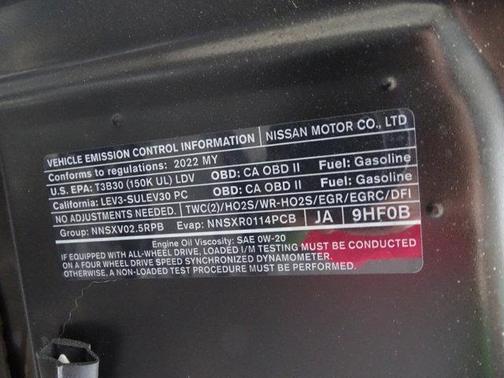 VEHICLE EMISSION CONTROL INFORMATION NISSAN MOTOR CO., LTD
Conforms to regulations: 2022 MY
U.S. EPA: T3B30 (150K UL) LDV OBD: CA OBD II Fuel: Gasoline
California: LEV3-SULEV30 PC OBD: CA OBD II Fuel: Gasoline
NO ADJUSTMENTS NEEDED. TWC(2)/HO2S/WR-HO2S/EGR/EGRC/DFI
Group: NNSXV02.5RPB Evap: NNSXR0114PCB JA 9HF0B
Engine Oil Viscosity: SAE 0W-20
IF EQUIPPED WITH ALL-WHEEL DRIVE, LOADED I/M TESTING MUST BE CONDUCTED
ON A FOUR WHEEL DRIVE SPEED SYNCHRONIZED DYNAMOMETER.
OTHERWISE, A NON-LOADED TEST PROCEDURE MUST BE PERFORMED.